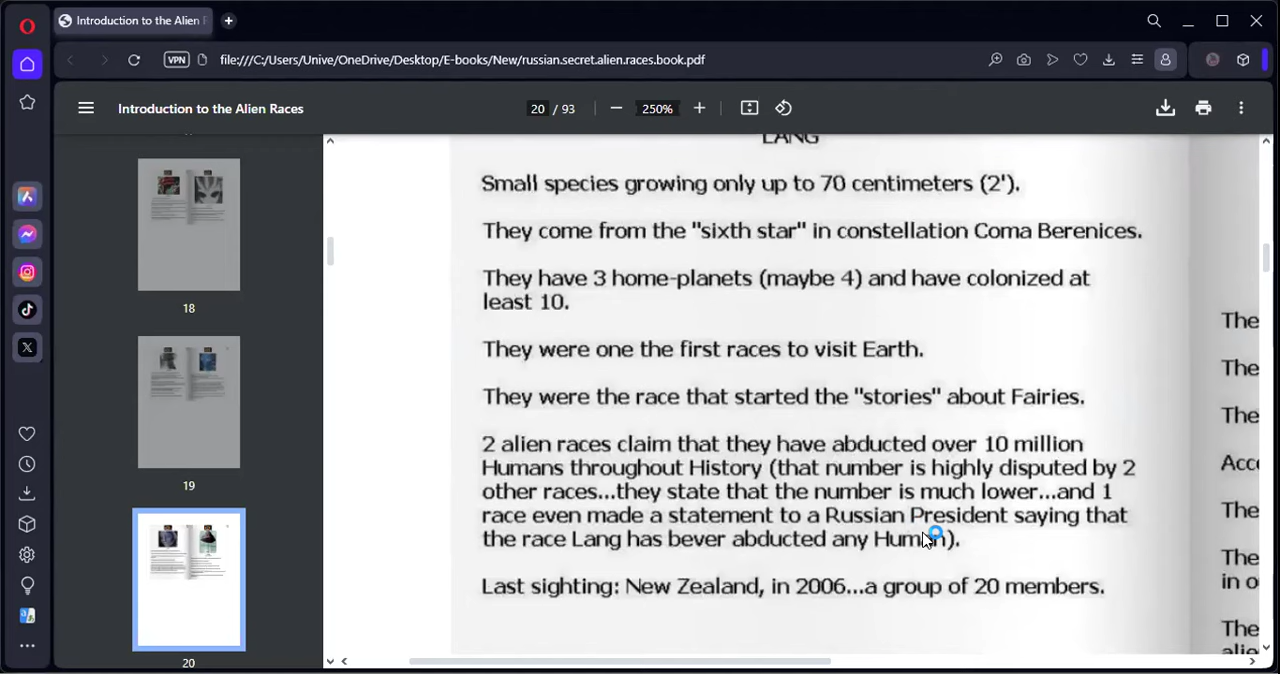 Introduction to the Alien R
VPN
file:///C:/Users/Unive/OneDrive/Desktop/E-books/New/russian.secret.alien.races.book.pdf
Introduction to the Alien Races
20 / 93
250%
18
19
20
LANG
Small species growing only up to 70 centimeters (2').
They come from the "sixth star" in constellation Coma Berenices.
They have 3 home-planets (maybe 4) and have colonized at
least 10.
They were one the first races to visit Earth.
They were the race that started the "stories" about Fairies.
2 alien races claim that they have abducted over 10 million
Humans throughout History (that number is highly disputed by 2
other races...they state that the number is much lower...and 1
race even made a statement to a Russian President saying that
the race Lang has bever abducted any Human).
Last sighting: New Zealand, in 2006...a group of 20 members.
The
The
The
Acc
The
The
in o
The
alie